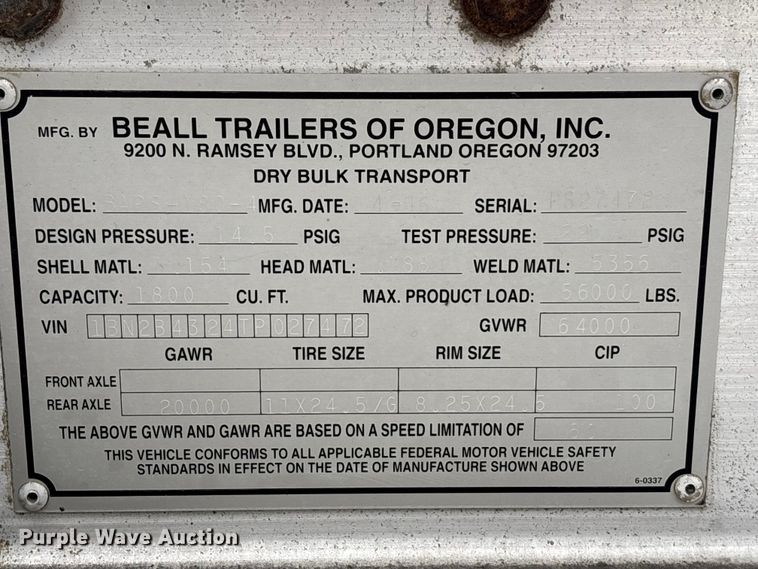 MFG. BY BEALL TRAILERS OF OREGON, INC.
9200 N. RAMSEY BLVD., PORTLAND OREGON 97203
DRY BULK TRANSPORT
MODEL: MFG. DATE: SERIAL:
DESIGN PRESSURE: 14.5 PSIG TEST PRESSURE: PSIG
SHELL MATL: 154 HEAD MATL: WELD MATL: 5356
CAPACITY: 1800 CU. FT. MAX. PRODUCT LOAD: 56000 LBS.
VIN 1BN2B4324TP027472 GVWR 64000
GAWR TIRE SIZE RIM SIZE CIP
FRONT AXLE
REAR AXLE 20000 11X24.5/G 8.25X24.5 100
THE ABOVE GVWR AND GAWR ARE BASED ON A SPEED LIMITATION OF
THIS VEHICLE CONFORMS TO ALL APPLICABLE FEDERAL MOTOR VEHICLE SAFETY
STANDARDS IN EFFECT ON THE DATE OF MANUFACTURE SHOWN ABOVE
6-0337
Purple Wave Auction